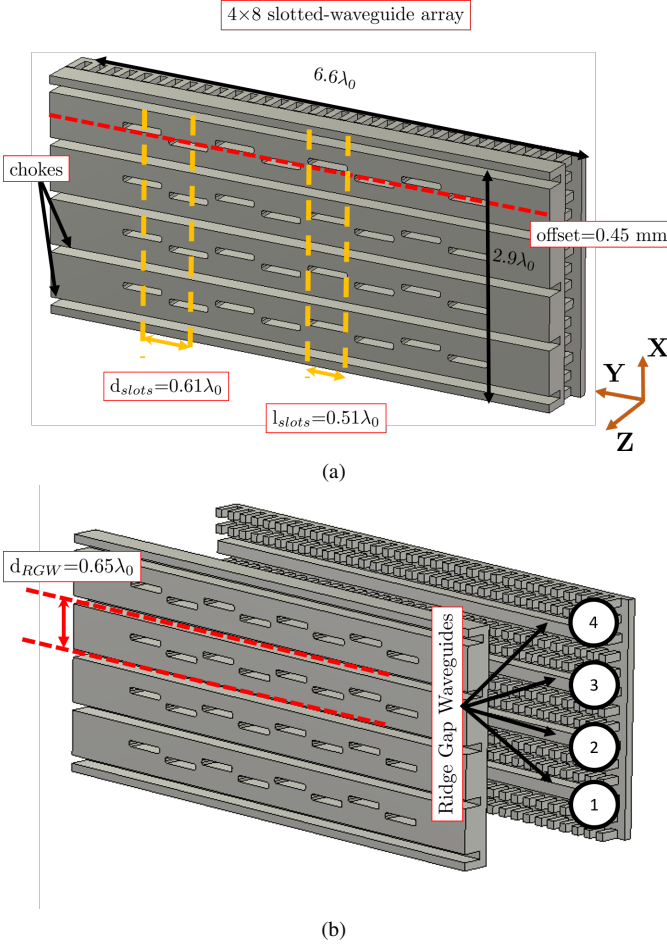 4×8 slotted-waveguide array
6.6λ₀
chokes
offset=0.45 mm
2.9λ₀
X
Y
Z
d_slots=0.61λ₀
l_slots=0.51λ₀
(a)
d_RGW=0.65λ₀
Ridge Gap Waveguides
4
3
2
1
(b)